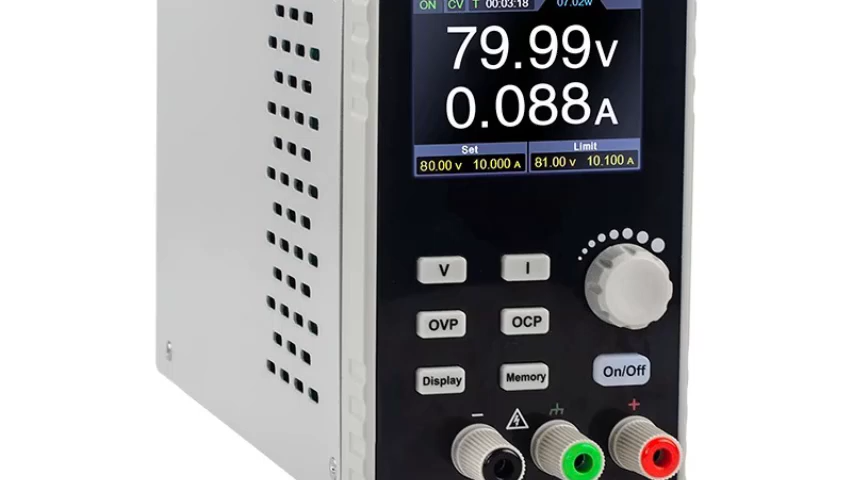 ON CV T 00:03:18 07.02w
79.99v
0.088A
Set Limit
80.00 v 10.000 A 81.00 v 10.100 A
V I
OVP OCP
Display Memory On/Off
− +